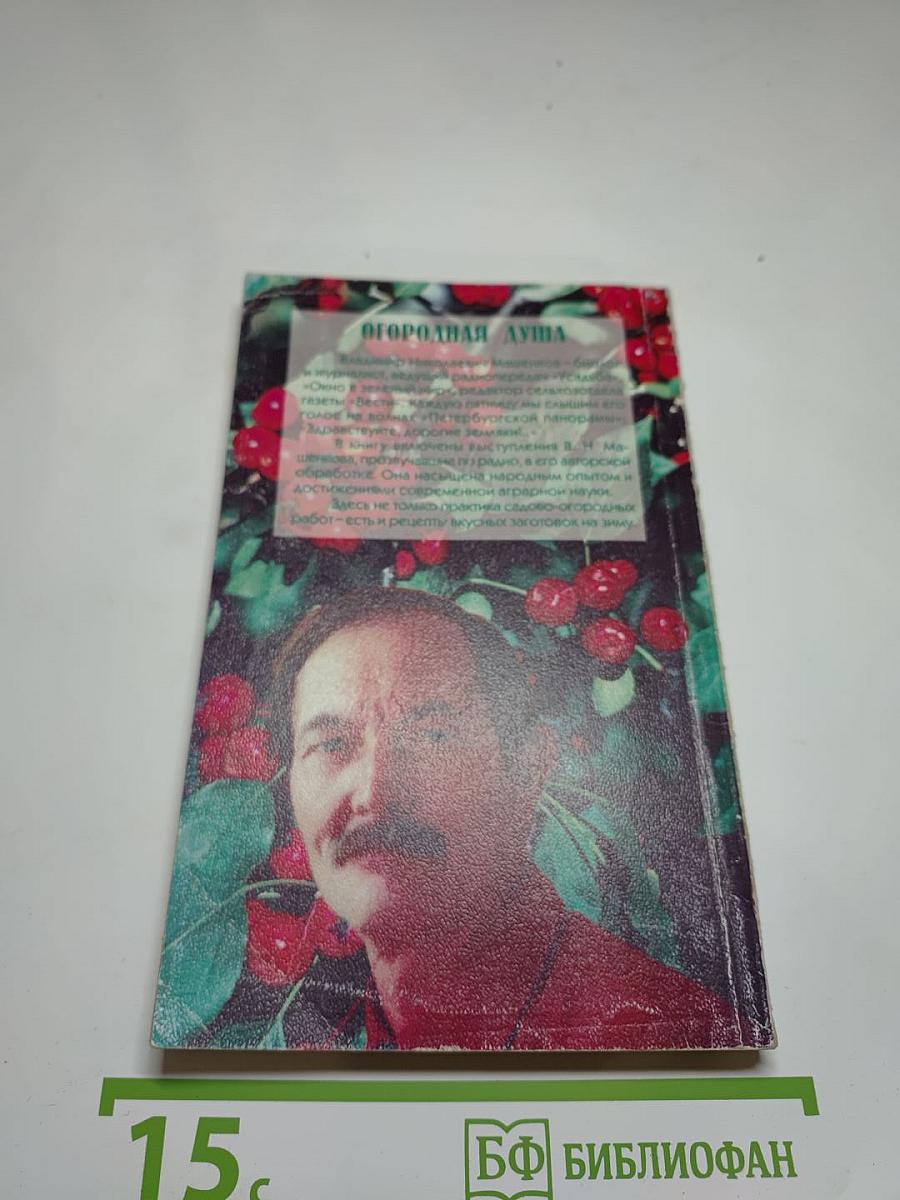 ОГОРОДНАЯ ДУША
Владимир Николаевич Машенков – биолог
и журналист, ведущий радиопередач «Усадьба»,
«Окно в зеленый мир», редактор сельхозотдела
газеты «Вести». Каждую пятницу мы слышим его
голос на волнах «Петербургской панорамы»:
«Здравствуйте, дорогие земляки!..»
В книгу включены выступления В. Н. Ма-
шенкова, прозвучавшие по радио, в его авторской
обработке. Она насыщена народным опытом и
достижениями современной аграрной науки.
Здесь не только практика садово-огородных
работ – есть и рецепты вкусных заготовок на зиму.
15 с
БФ БИБЛИОФАН